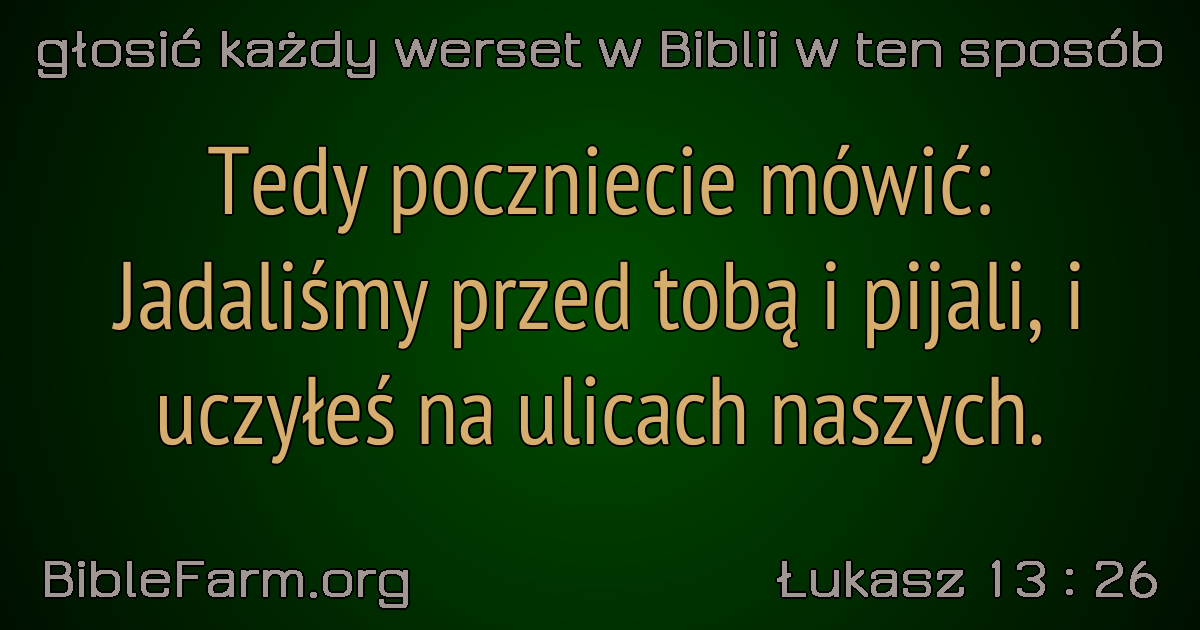 głosić każdy werset w Biblii w ten sposób
Tedy poczniecie mówić:
Jadaliśmy przed tobą i pijali, i
uczyłeś na ulicach naszych.
BibleFarm.org
Łukasz 13 : 26